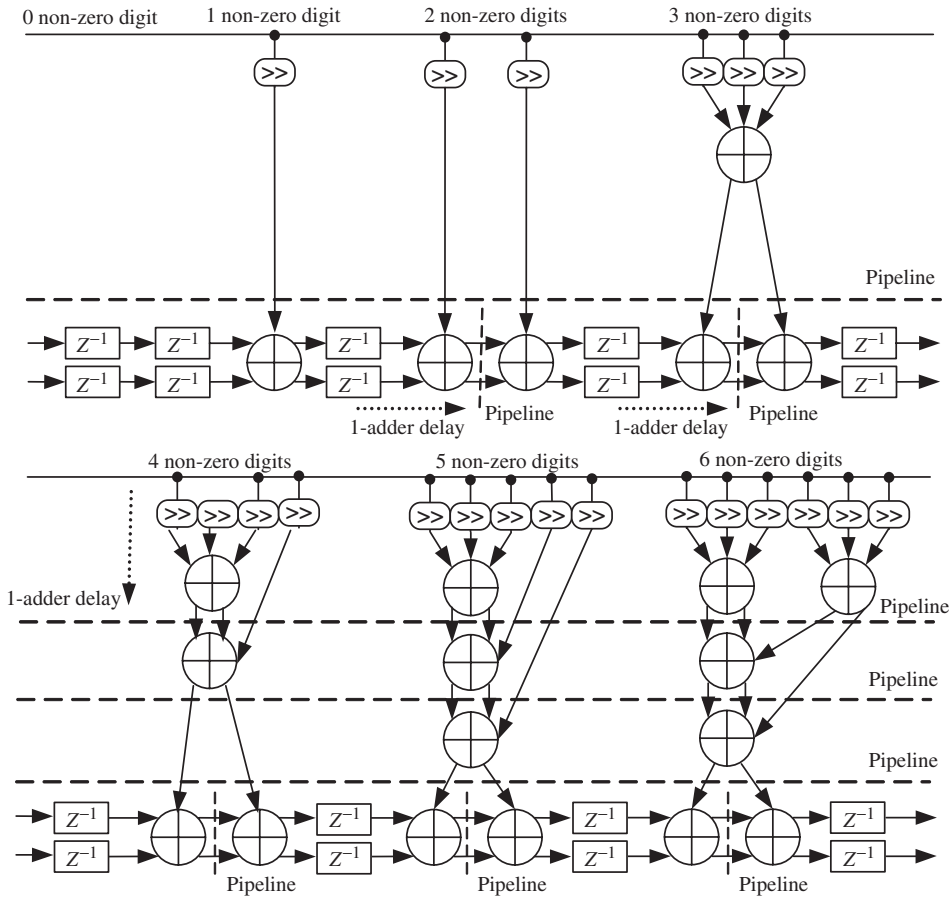 0 non-zero digit
1 non-zero digit
2 non-zero digits
3 non-zero digits
>>
>> >>
>> >> >>
Pipeline
Z⁻¹ Z⁻¹ Z⁻¹ Z⁻¹ Z⁻¹
Z⁻¹ Z⁻¹ Z⁻¹ Z⁻¹ Z⁻¹
Pipeline
Pipeline
1-adder delay
1-adder delay
4 non-zero digits
5 non-zero digits
6 non-zero digits
>> >> >> >>
>> >> >> >> >>
>> >> >> >> >> >>
1-adder delay
Pipeline
Pipeline
Pipeline
Z⁻¹ Z⁻¹ Z⁻¹ Z⁻¹
Z⁻¹ Z⁻¹ Z⁻¹ Z⁻¹
Pipeline
Pipeline
Pipeline